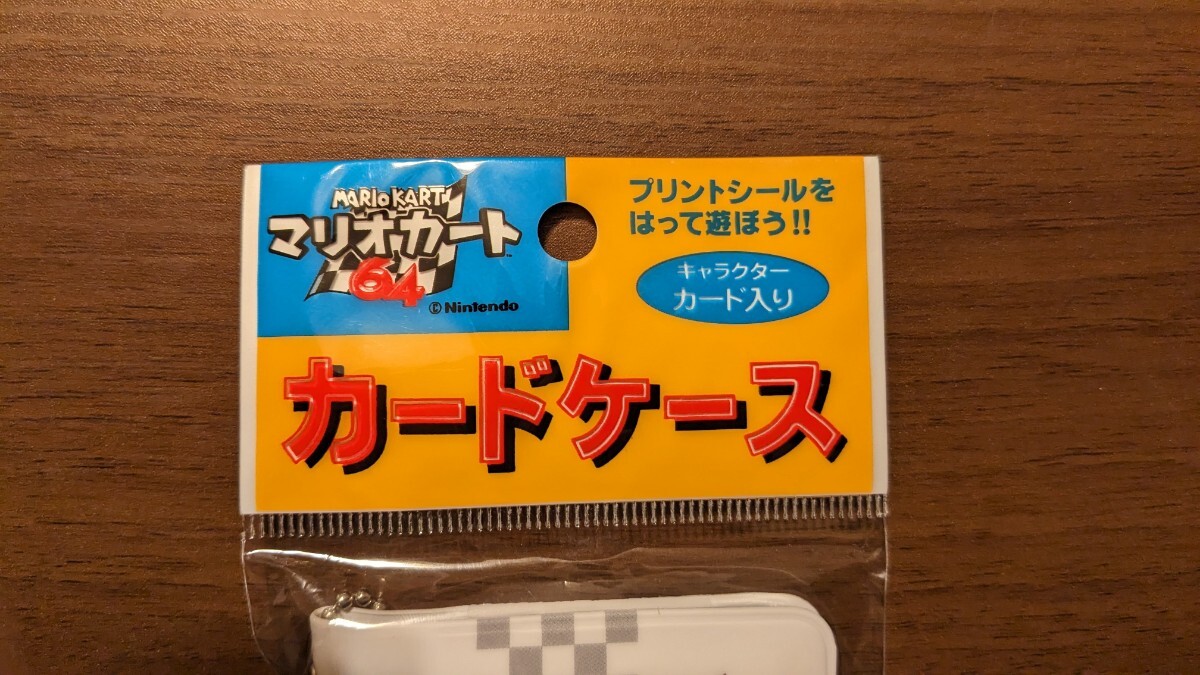 MARIO KART
マリオカート™
64
©Nintendo
プリントシールを
はって遊ぼう!!
キャラクター
カード入り
カードケース